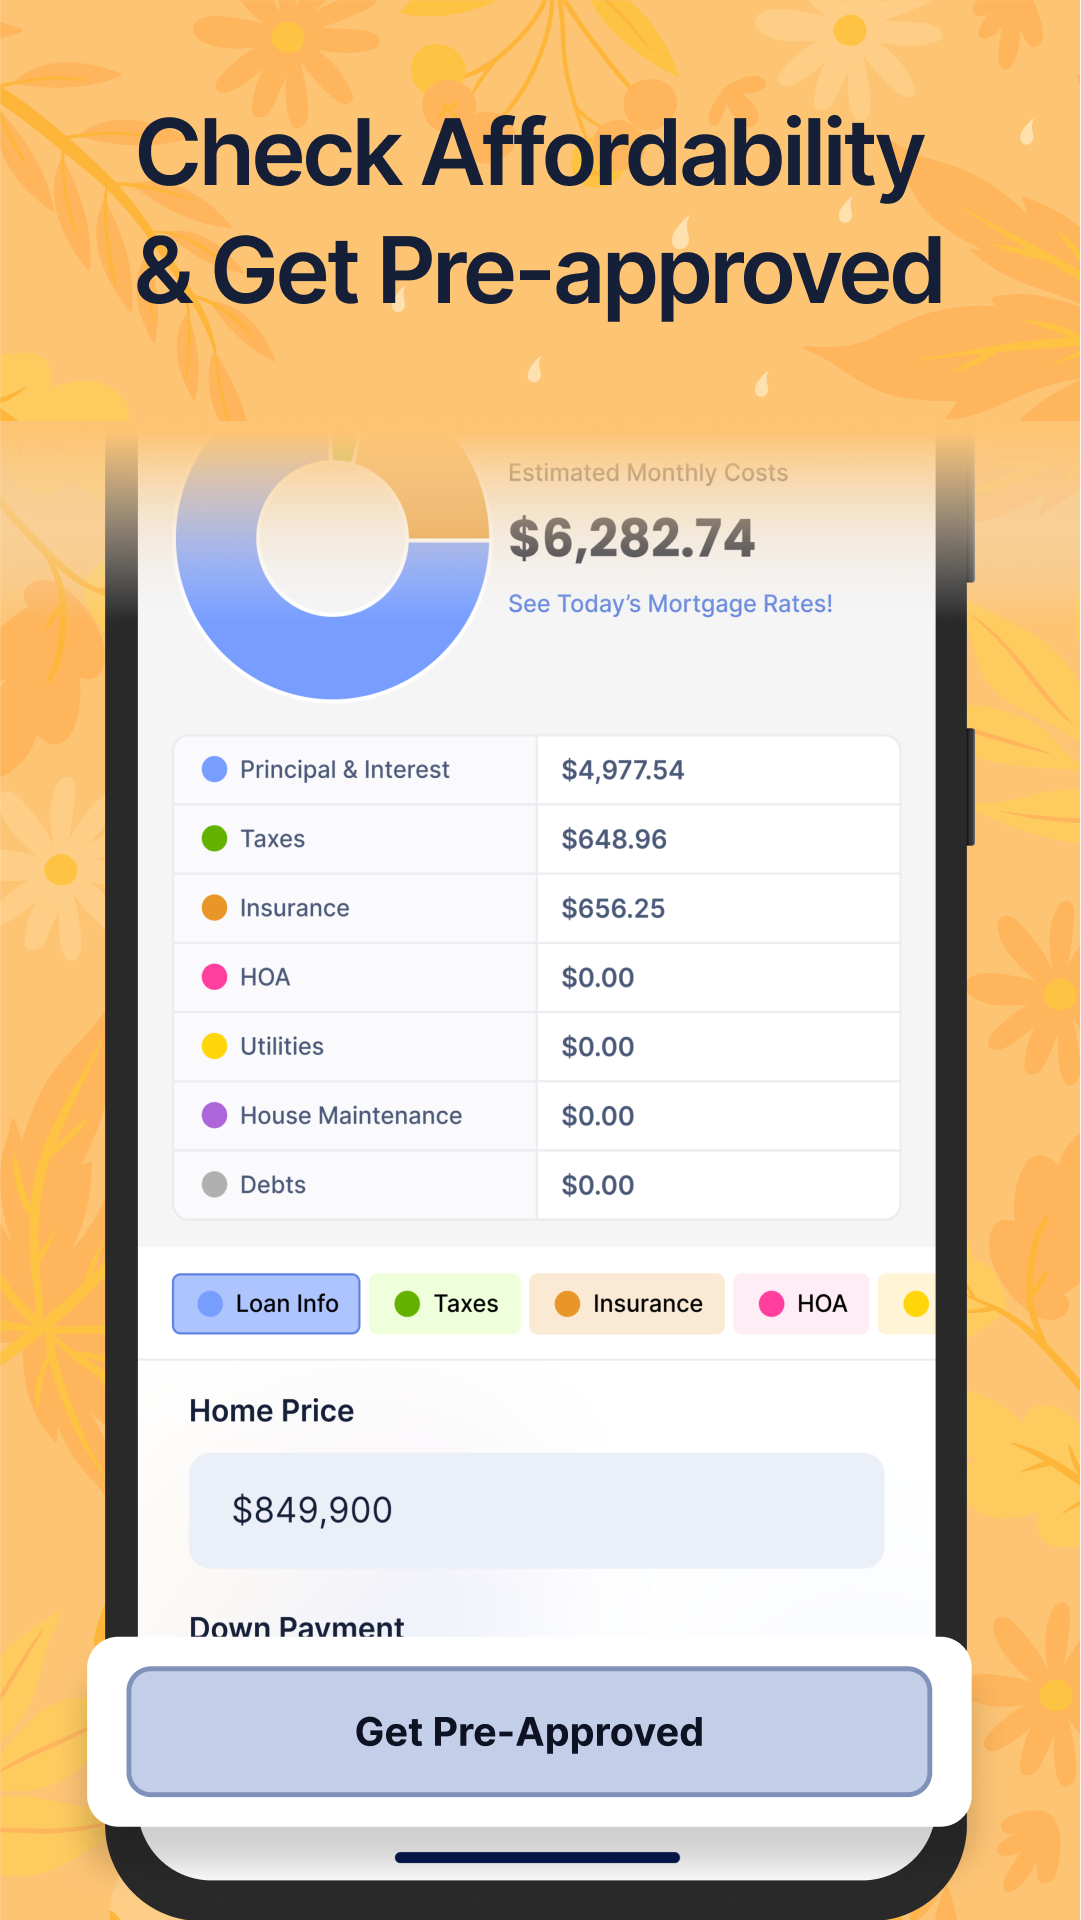 Check Affordability
& Get Pre-approved
Estimated Monthly Costs
$6,282.74
See Today's Mortgage Rates!
Principal & Interest $4,977.54
Taxes $648.96
Insurance $656.25
HOA $0.00
Utilities $0.00
House Maintenance $0.00
Debts $0.00
Loan Info Taxes Insurance HOA
Home Price
$849,900
Down Payment
Get Pre-Approved